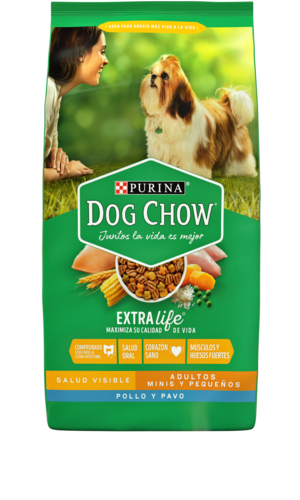 PURINA
DOG CHOW
Juntos la vida es mejor
EXTRA life
MAXIMIZA SU CALIDAD DE VIDA
COMPROBADO
SALUD ORAL
CORAZÓN SANO
MÚSCULOS Y HUESOS FUERTES
SALUD VISIBLE
ADULTOS
MINIS Y PEQUEÑOS
POLLO Y PAVO